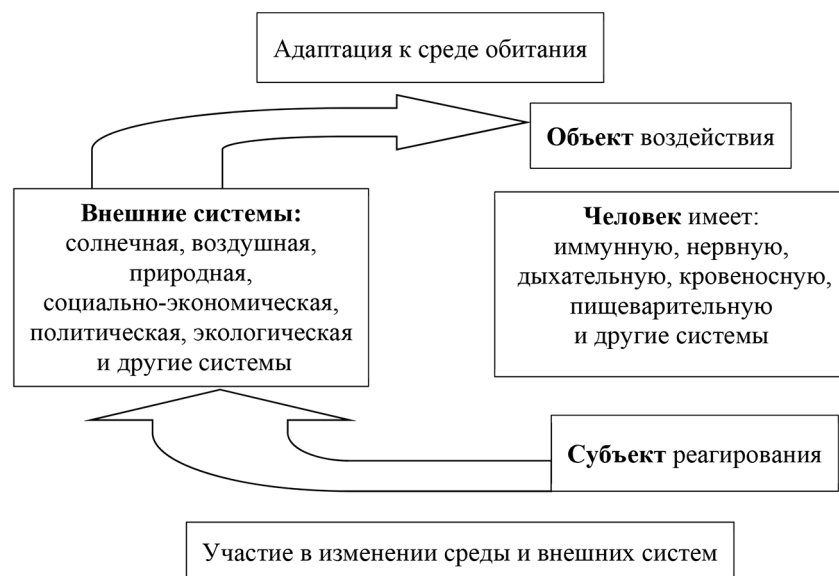 Адаптация к среде обитания
Объект воздействия
Внешние системы:
солнечная, воздушная,
природная,
социально-экономическая,
политическая, экологическая
и другие системы
Человек имеет:
иммунную, нервную,
дыхательную, кровеносную,
пищеварительную
и другие системы
Субъект реагирования
Участие в изменении среды и внешних систем